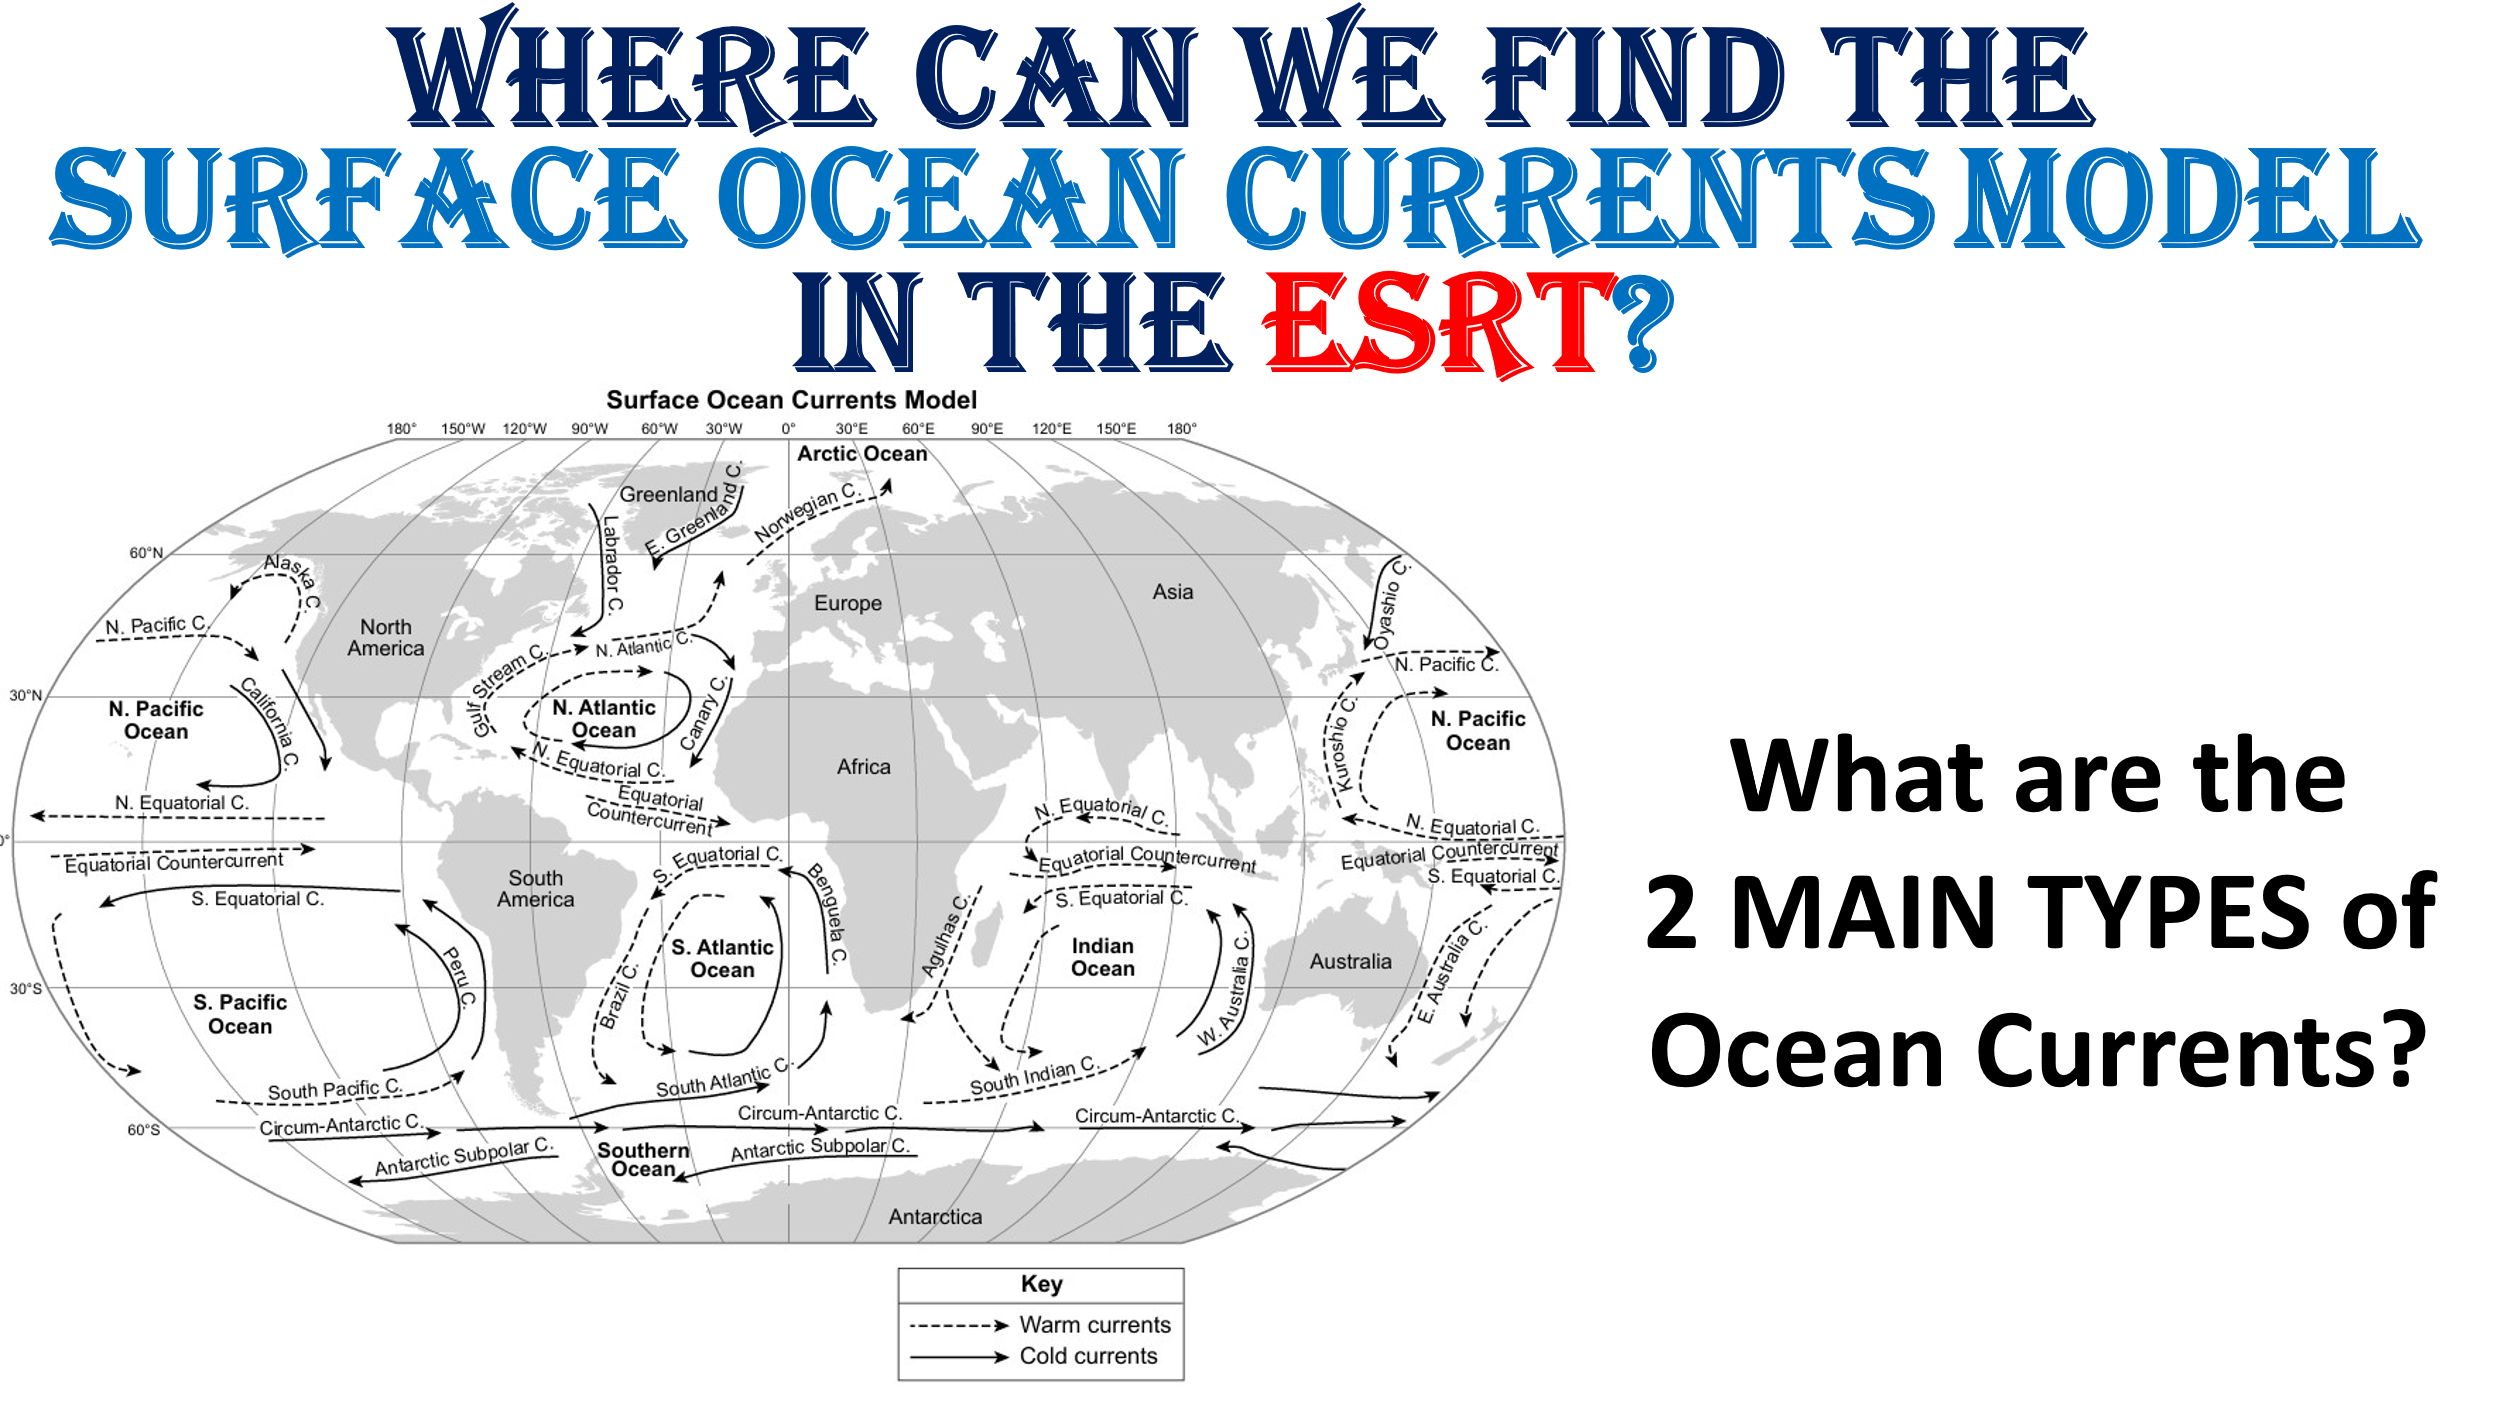 WHERE CAN WE FIND THE
SURFACE OCEAN CURRENTS MODEL
IN THE ESRT?
Surface Ocean Currents Model
180° 150°W 120°W 90°W 60°W 30°W 0° 30°E 60°E 90°E 120°E 150°E 180°
Arctic Ocean
Greenland
E. Greenland C.
Norwegian C.
Labrador C.
60°N
Alaska C.
N. Pacific C.
North
America
Europe
Asia
Oyashio C.
N. Pacific C.
Gulf Stream C.
N. Atlantic C.
30°N
California C.
N. Pacific
Ocean
N. Atlantic
Ocean
Canary C.
Kuroshio C.
N. Pacific
Ocean
N. Equatorial C.
Africa
Equatorial
Countercurrent
N. Equatorial C.
N. Equatorial C.
N. Equatorial C.
0°
Equatorial Countercurrent
S. Equatorial C.
Equatorial Countercurrent
Equatorial Countercurrent
S. Equatorial C.
South
America
S. Equatorial C.
S. Equatorial C.
Benguela C.
Peru C.
Brazil C.
S. Atlantic
Ocean
Agulhas C.
Indian
Ocean
W. Australia C.
Australia
E. Australia C.
30°S
S. Pacific
Ocean
South Pacific C.
South Atlantic C.
South Indian C.
60°S
Circum-Antarctic C.
Circum-Antarctic C.
Circum-Antarctic C.
Antarctic Subpolar C.
Southern
Ocean
Antarctic Subpolar C.
Antarctica
Key
Warm currents
Cold currents
What are the
2 MAIN TYPES of
Ocean Currents?